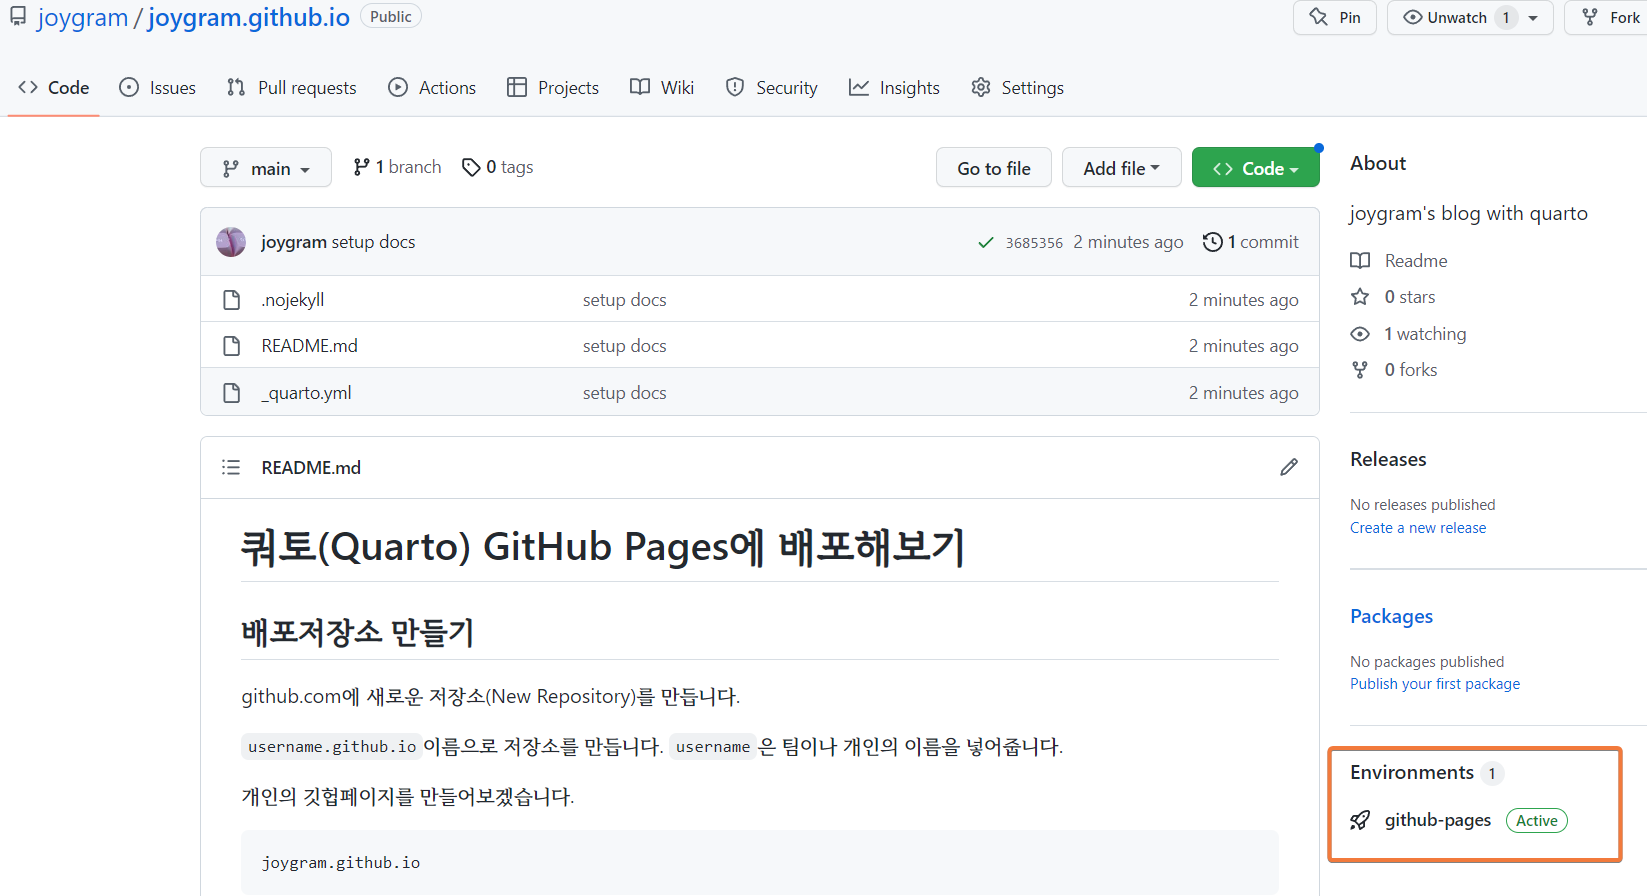 joygram / joygram.github.io Public
Pin Unwatch 1 Fork
Code Issues Pull requests Actions Projects Wiki Security Insights Settings
main 1 branch 0 tags Go to file Add file Code
joygram setup docs 3685356 2 minutes ago 1 commit
.nojekyll setup docs 2 minutes ago
README.md setup docs 2 minutes ago
_quarto.yml setup docs 2 minutes ago
README.md
쿼토(Quarto) GitHub Pages에 배포해보기
배포저장소 만들기
github.com에 새로운 저장소(New Repository)를 만듭니다.
username.github.io 이름으로 저장소를 만듭니다. username 은 팀이나 개인의 이름을 넣어줍니다.
개인의 깃헙페이지를 만들어보겠습니다.
joygram.github.io
About
joygram's blog with quarto
Readme
0 stars
1 watching
0 forks
Releases
No releases published
Create a new release
Packages
No packages published
Publish your first package
Environments 1
github-pages Active